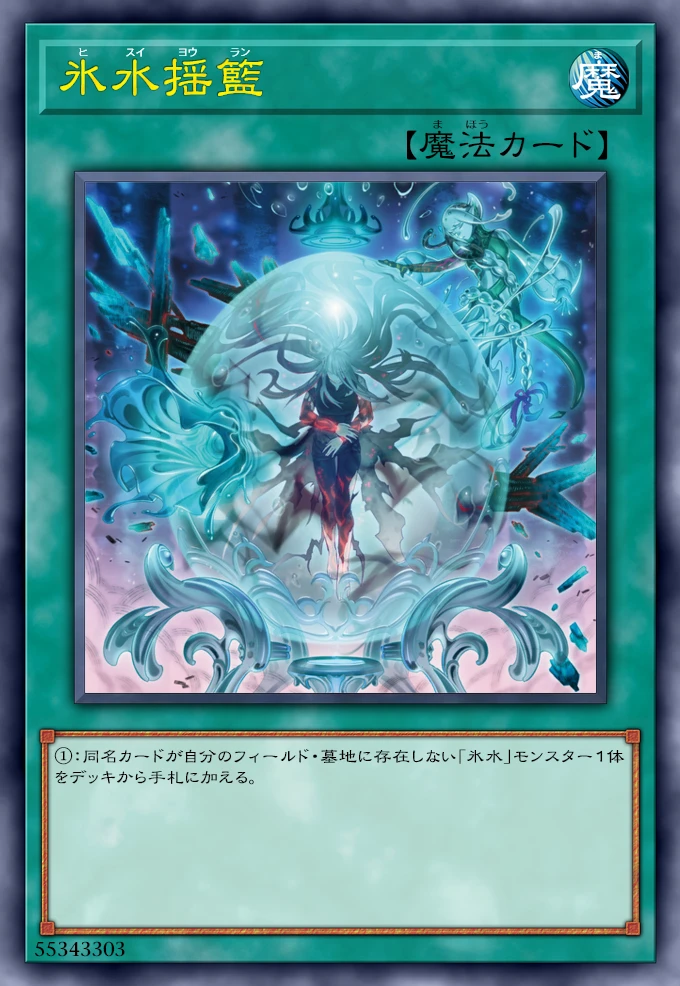 ヒ スイ ヨウ ラン
氷水揺籃
ま
魔
ま ほう
【魔法カード】
①：同名カードが自分のフィールド・墓地に存在しない「氷水」モンスター１体
をデッキから手札に加える。
55343303